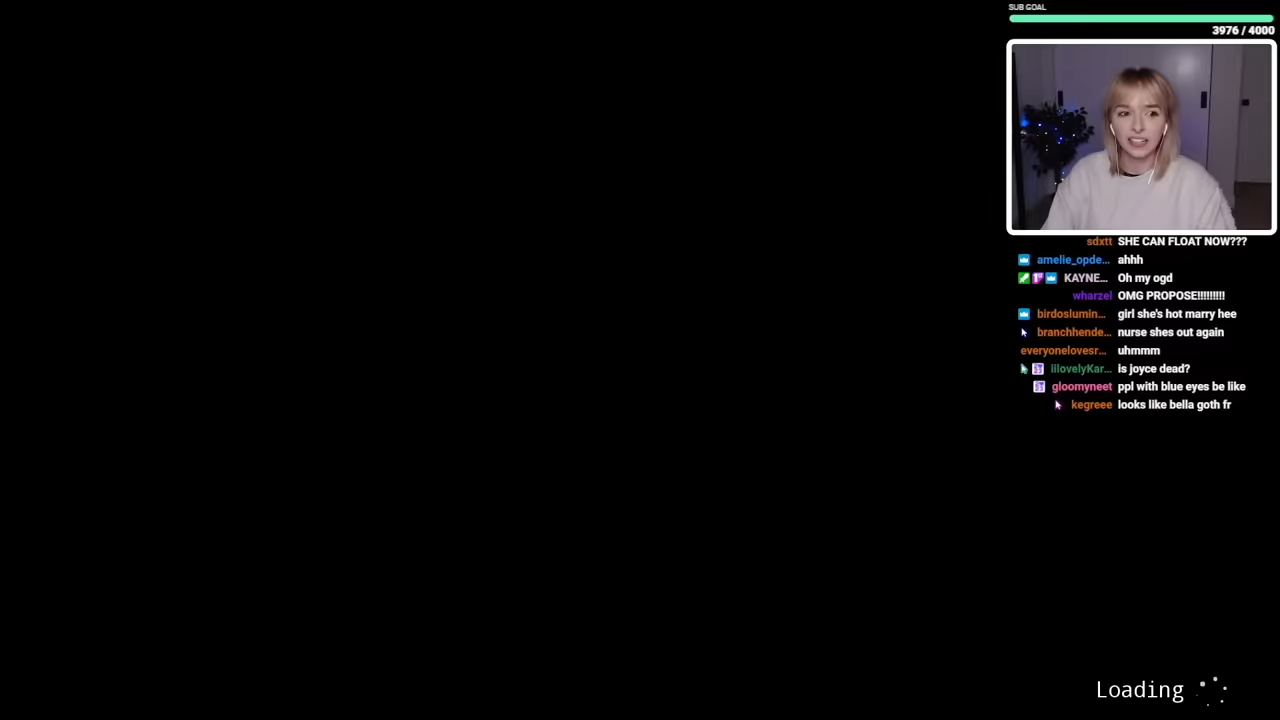 SUB GOAL
3976 / 4000
sdxtt SHE CAN FLOAT NOW???
amelie_opde… ahhh
KAYNE… Oh my ogd
wharzel OMG PROPOSE!!!!!!!!!
birdoslumin… girl she's hot marry hee
branchhende… nurse shes out again
everyonelovesr… uhmmm
lilovelyKar… is joyce dead?
gloomyneet ppl with blue eyes be like
kegreee looks like bella goth fr
Loading